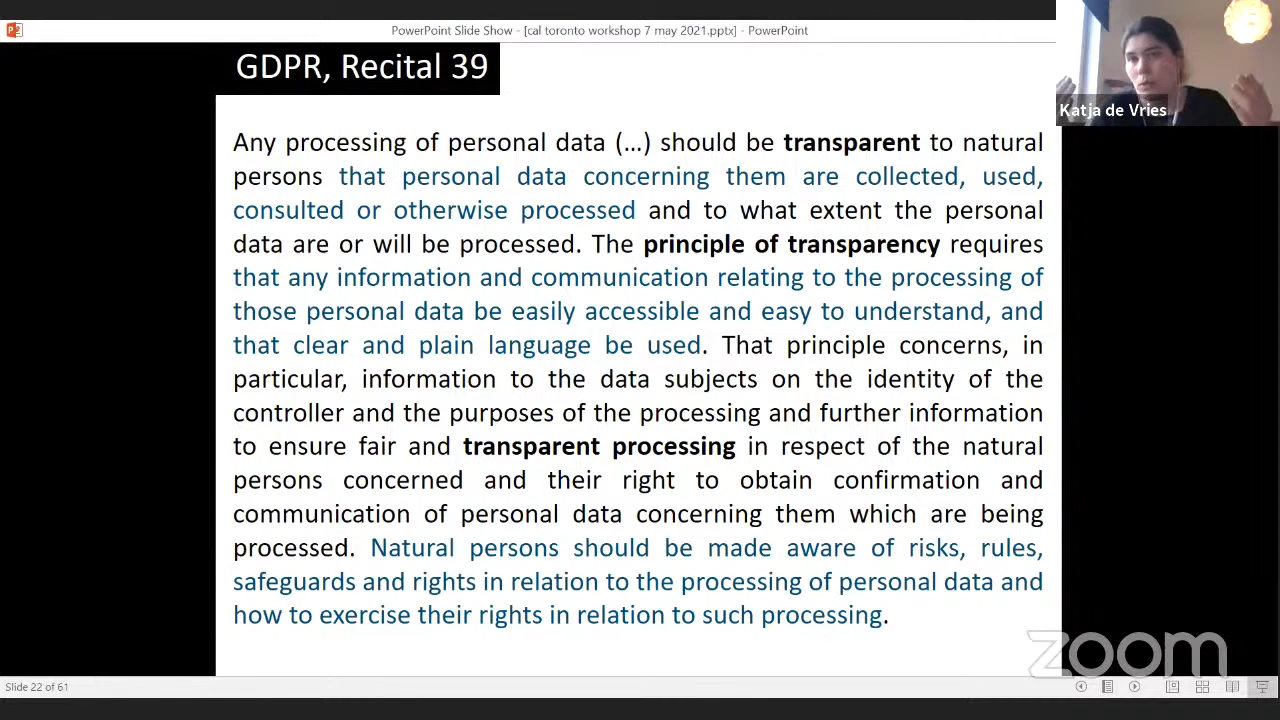 PowerPoint Slide Show - [cal toronto workshop 7 may 2021.pptx] - PowerPoint
GDPR, Recital 39
Katja de Vries
Any processing of personal data (...) should be transparent to natural
persons that personal data concerning them are collected, used,
consulted or otherwise processed and to what extent the personal
data are or will be processed. The principle of transparency requires
that any information and communication relating to the processing of
those personal data be easily accessible and easy to understand, and
that clear and plain language be used. That principle concerns, in
particular, information to the data subjects on the identity of the
controller and the purposes of the processing and further information
to ensure fair and transparent processing in respect of the natural
persons concerned and their right to obtain confirmation and
communication of personal data concerning them which are being
processed. Natural persons should be made aware of risks, rules,
safeguards and rights in relation to the processing of personal data and
how to exercise their rights in relation to such processing.
zoom
Slide 22 of 61